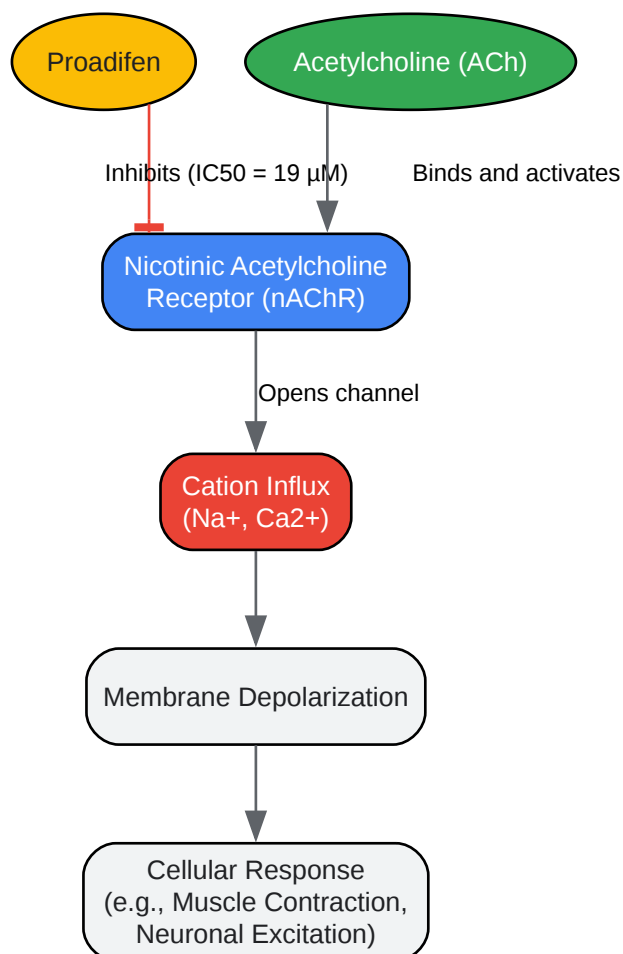 Proadifen
Acetylcholine (ACh)
Inhibits (IC50 = 19 µM)
Binds and activates
Nicotinic Acetylcholine
Receptor (nAChR)
Opens channel
Cation Influx
(Na+, Ca2+)
Membrane Depolarization
Cellular Response
(e.g., Muscle Contraction,
Neuronal Excitation)